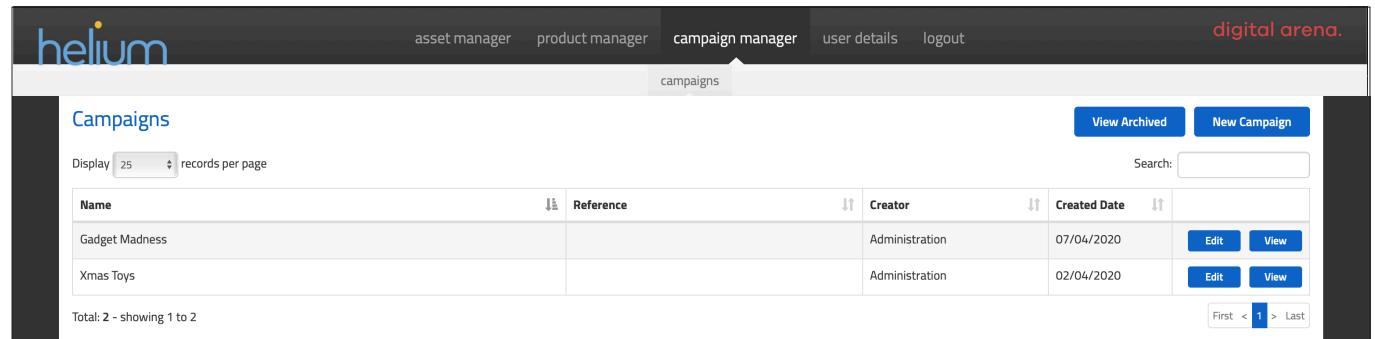 helium
asset manager product manager campaign manager user details logout
digital arena.
campaigns
Campaigns
View Archived New Campaign
Display 25 records per page
Search:
Name Reference Creator Created Date
Gadget Madness Administration 07/04/2020 Edit View
Xmas Toys Administration 02/04/2020 Edit View
Total: 2 - showing 1 to 2
First < 1 > Last